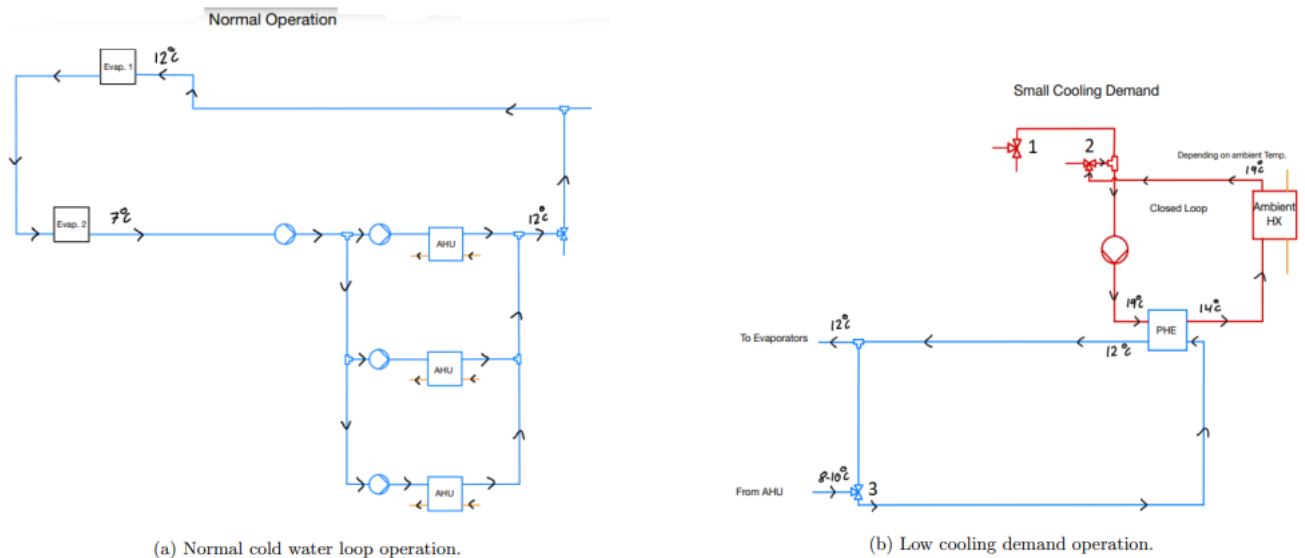 Normal Operation
12°C
Evap. 1
Evap. 2
7°C
12°C
AHU
AHU
AHU
(a) Normal cold water loop operation.
Small Cooling Demand
1
2
Depending on ambient Temp.
19°C
Closed Loop
Ambient
HX
19°C
14°C
PHE
To Evaporators
12°C
12°C
From AHU
8-10°C
3
(b) Low cooling demand operation.